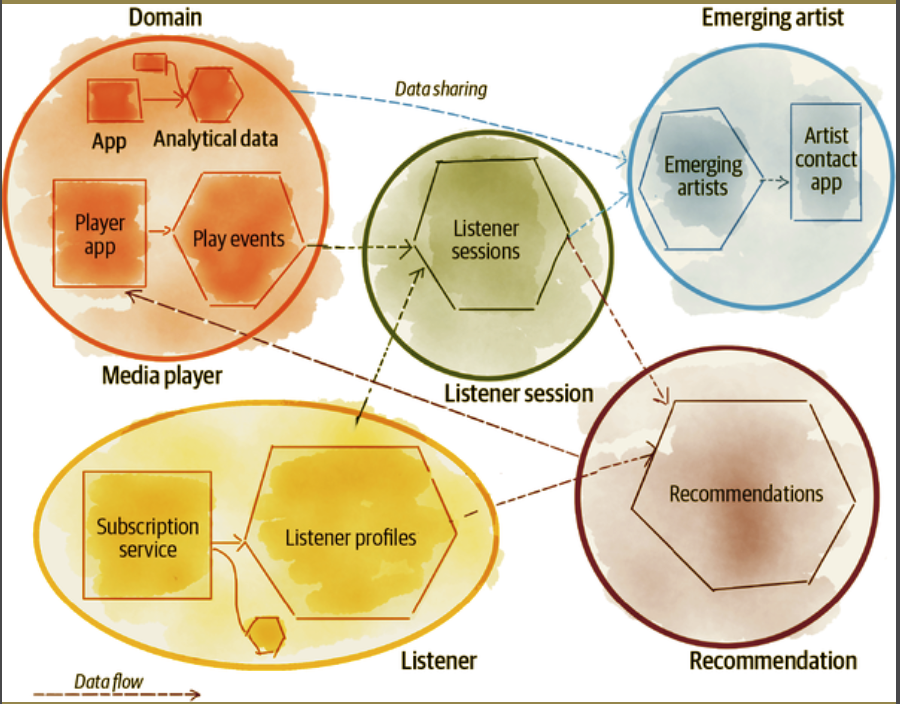 Domain
Emerging artist
Data sharing
App
Analytical data
Player
app
Play events
Listener
sessions
Emerging
artists
Artist
contact
app
Media player
Listener session
Subscription
service
Listener profiles
Recommendations
Listener
Recommendation
Data flow